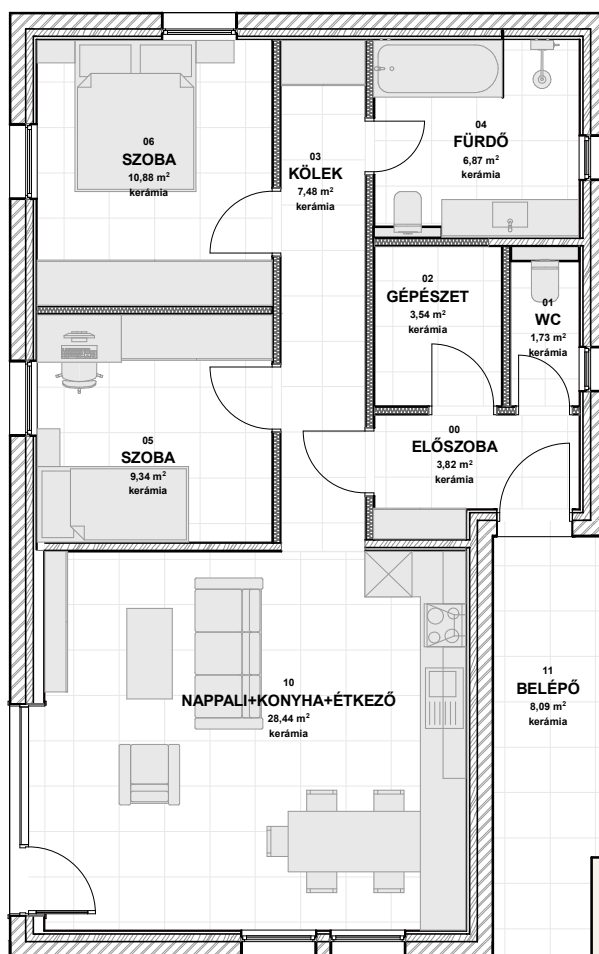 06
SZOBA
10,88 m²
kerámia
03
KÖLEK
7,48 m²
kerámia
04
FÜRDŐ
6,87 m²
kerámia
02
GÉPÉSZET
3,54 m²
kerámia
01
WC
1,73 m²
kerámia
05
SZOBA
9,34 m²
kerámia
00
ELŐSZOBA
3,82 m²
kerámia
10
NAPPALI+KONYHA+ÉTKEZŐ
28,44 m²
kerámia
11
BELÉPŐ
8,09 m²
kerámia